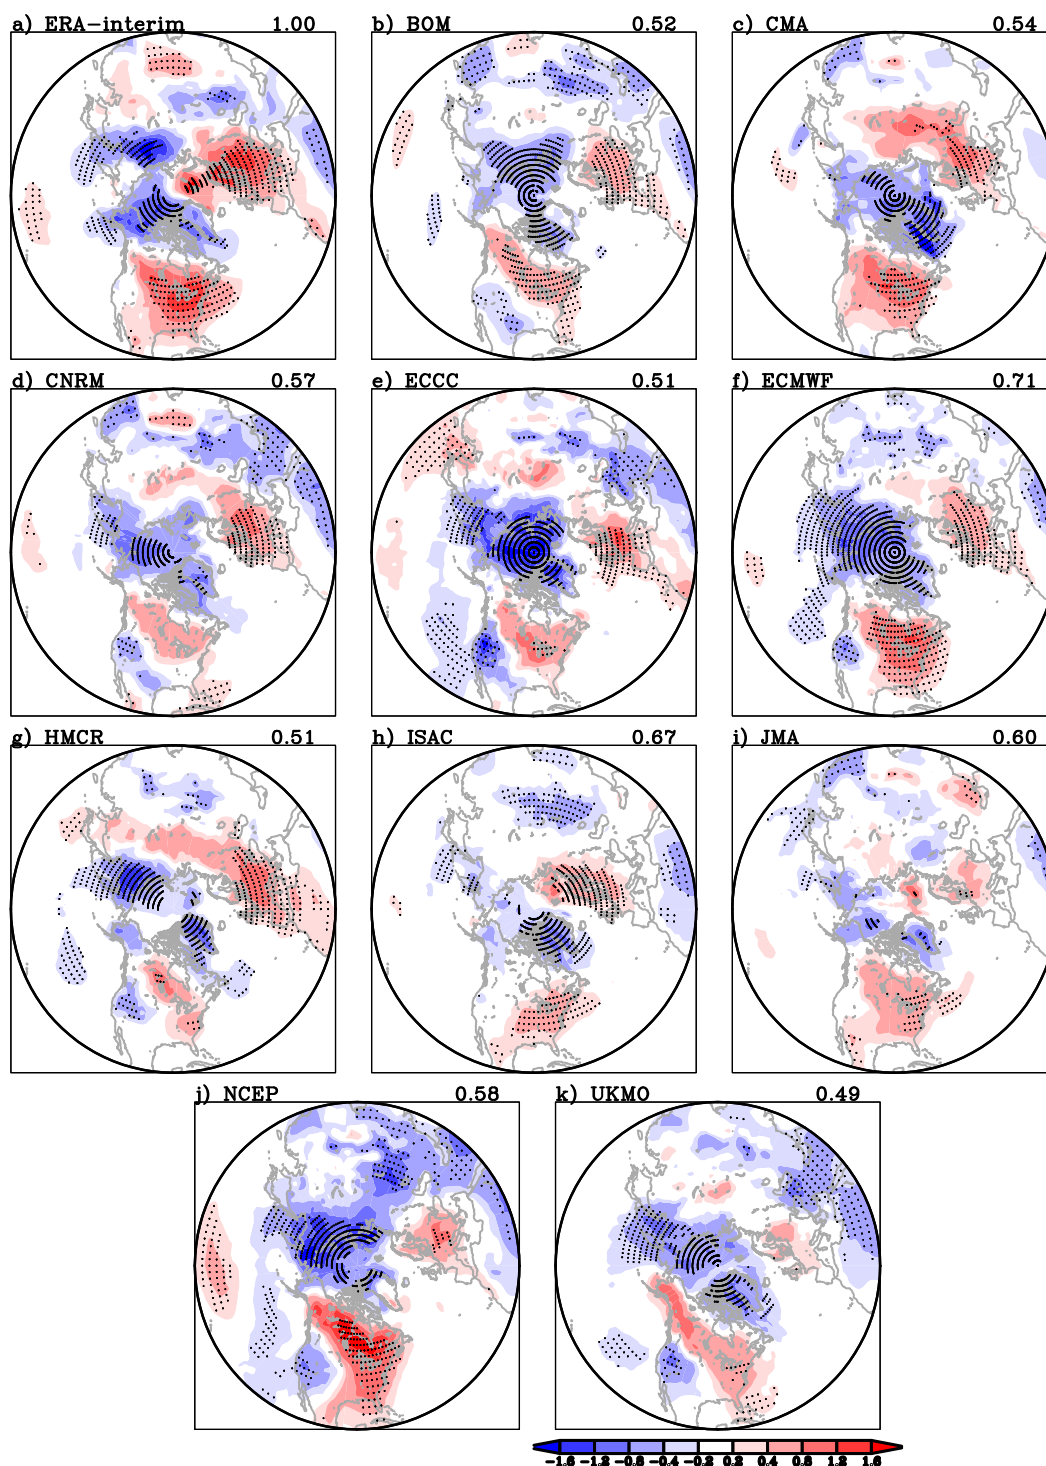 a) ERA-interim 1.00
b) BOM 0.52
c) CMA 0.54
d) CNRM 0.57
e) ECCC 0.51
f) ECMWF 0.71
g) HMCR 0.51
h) ISAC 0.67
i) JMA 0.60
j) NCEP 0.58
k) UKMO 0.49
-1.6 -1.2 -0.8 -0.4 -0.2 0.2 0.4 0.8 1.2 1.6